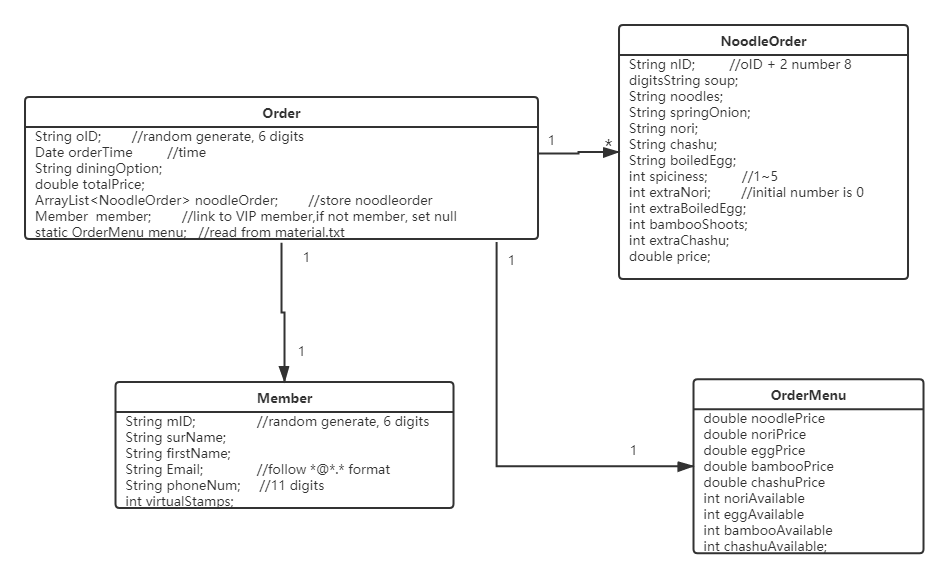 NoodleOrder
String nID; //oID + 2 number 8
digitsString soup;
String noodles;
String springOnion;
String nori;
String chashu;
String boiledEgg;
int spiciness; //1~5
int extraNori; //initial number is 0
int extraBoiledEgg;
int bambooShoots;
int extraChashu;
double price;
Order
String oID; //random generate, 6 digits
Date orderTime //time
String diningOption;
double totalPrice;
ArrayList<NoodleOrder> noodleOrder; //store noodleorder
Member member; //link to VIP member,if not member, set null
static OrderMenu menu; //read from material.txt
1
*
1
1
1
1
Member
String mID; //random generate, 6 digits
String surName;
String firstName;
String Email; //follow *@*.* format
String phoneNum; //11 digits
int virtualStamps;
OrderMenu
double noodlePrice
double noriPrice
double eggPrice
double bambooPrice
double chashuPrice
int noriAvailable
int eggAvailable
int bambooAvailable
int chashuAvailable;